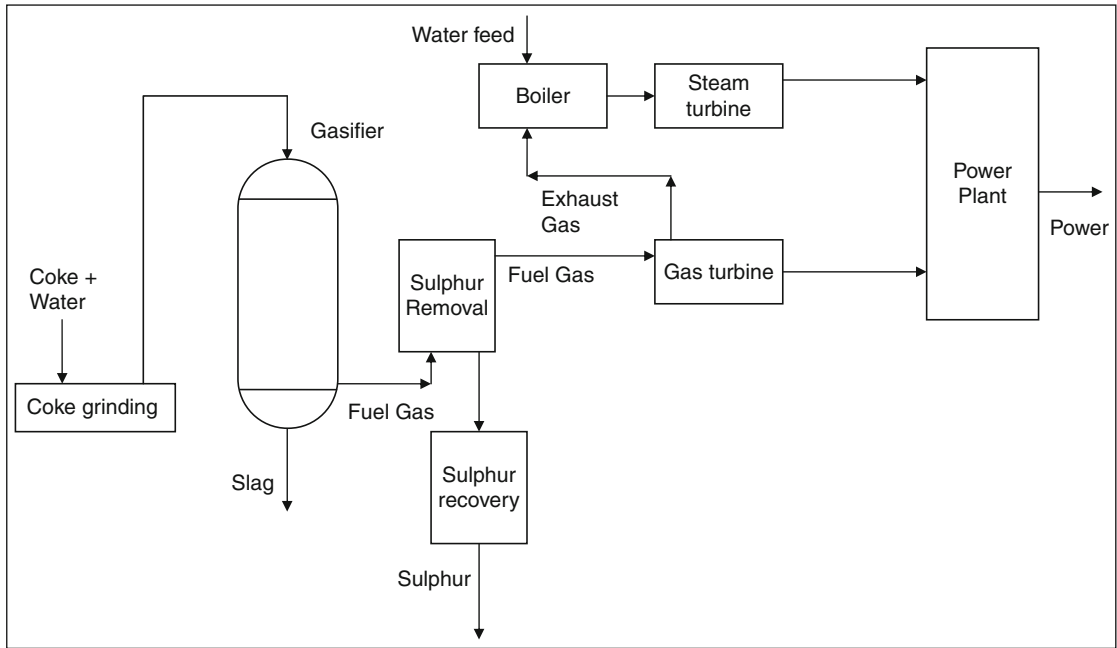 Water feed
Boiler
Steam
turbine
Gasifier
Exhaust
Gas
Power
Plant
Power
Coke +
Water
Sulphur
Removal
Fuel Gas
Gas turbine
Coke grinding
Fuel Gas
Slag
Sulphur
recovery
Sulphur